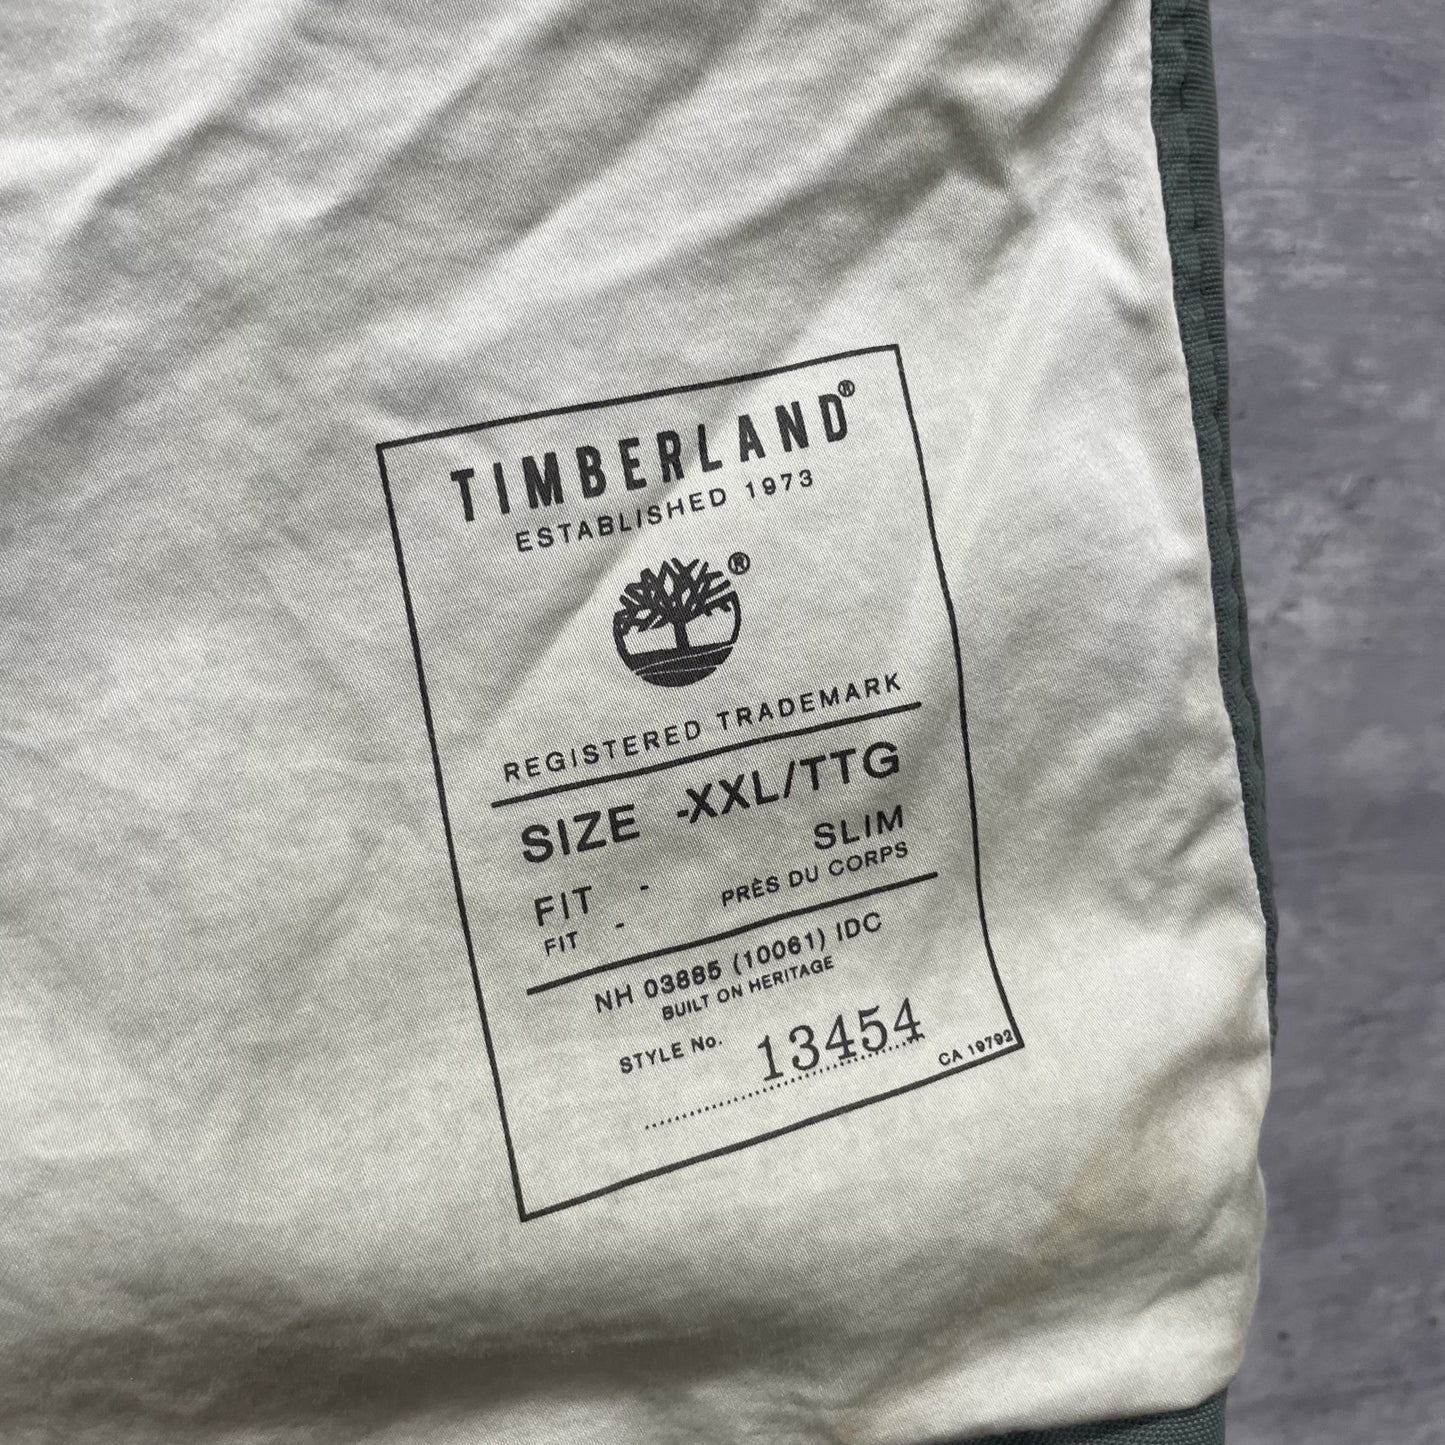 TIMBERLAND®
ESTABLISHED 1973
®
REGISTERED TRADEMARK
SIZE -XXL/TTG
FIT - SLIM
FIT - PRÈS DU CORPS
NH 03885 (10061) IDC
BUILT ON HERITAGE
STYLE No. 13454
CA 19792